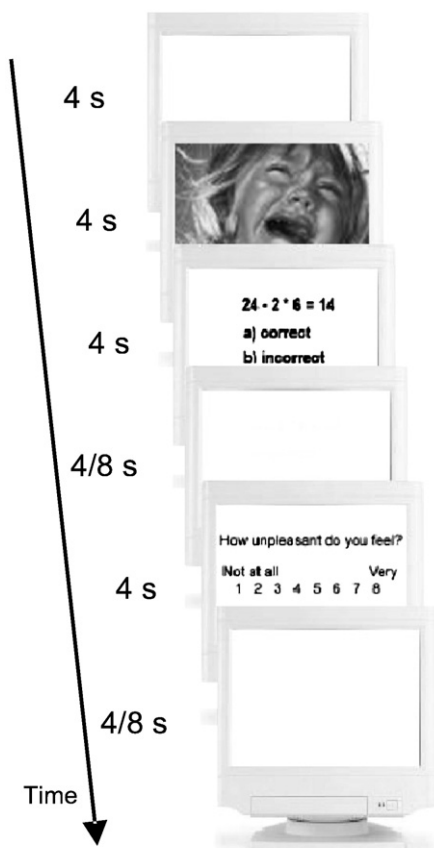 4 s
4 s
24 - 2 * 6 = 14
a) correct
b) incorrect
4 s
4/8 s
How unpleasant do you feel?
Not at all Very
1 2 3 4 5 6 7 8
4 s
4/8 s
Time